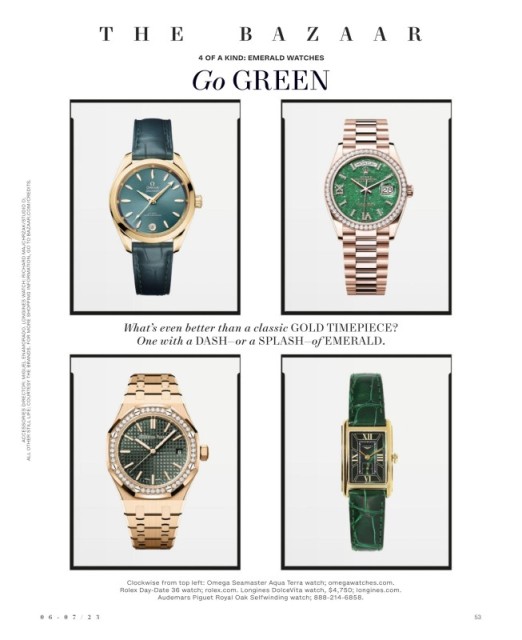 THE BAZAAR
4 OF A KIND: EMERALD WATCHES
Go GREEN
What's even better than a classic GOLD TIMEPIECE?
One with a DASH—or a SPLASH—of EMERALD.
Clockwise from top left: Omega Seamaster Aqua Terra watch; omegawatches.com.
Rolex Day-Date 36 watch; rolex.com. Longines DolceVita watch, $4,750; longines.com.
Audemars Piguet Royal Oak Selfwinding watch; 888-214-6858.
06-07/23
53